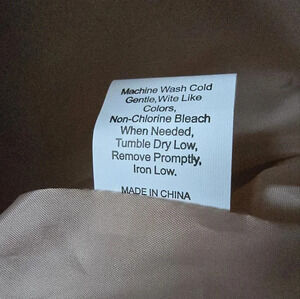 Machine Wash Cold
Gentle,Wite Like
Colors,
Non-Chlorine Bleach
When Needed,
Tumble Dry Low,
Remove Promptly,
Iron Low.
MADE IN CHINA